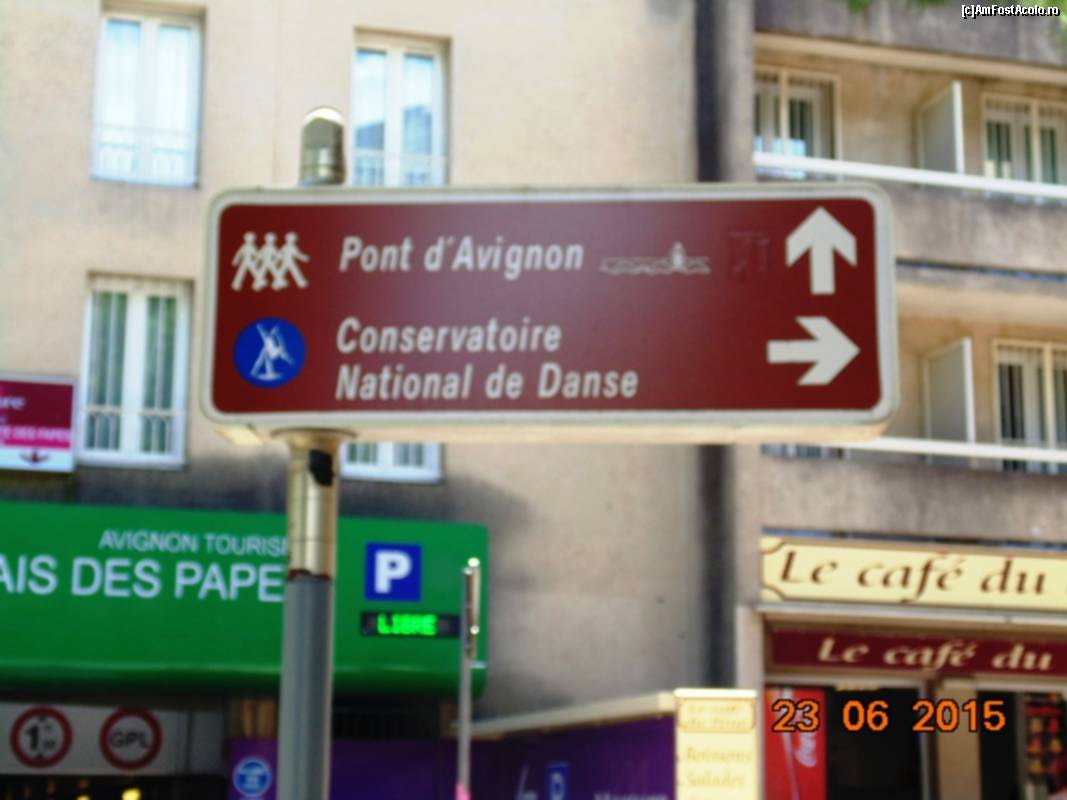 [c]AmFostAcolo.ro
Pont d'Avignon
Conservatoire
National de Danse
AVIGNON TOURIS
AIS DES PAPE
P
LIBRE
Le café du
Le café du
GPL
23 06 2015